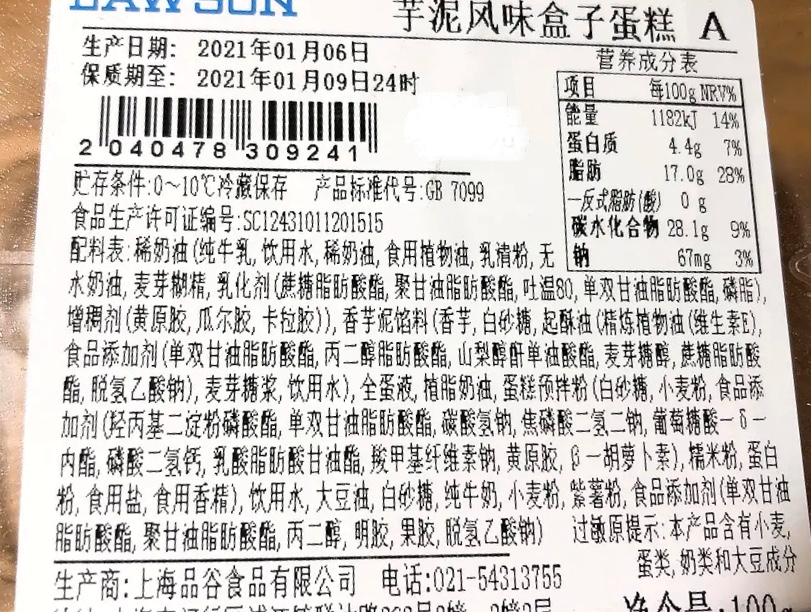 LAWSON
芋泥风味盒子蛋糕 A
生产日期: 2021年01月06日
保质期至: 2021年01月09日24时
2 040478 309241
营养成分表
项目 每100g NRV%
能量 1182kJ 14%
蛋白质 4.4g 7%
脂肪 17.0g 28%
—反式脂肪(酸) 0 g
碳水化合物 28.1g 9%
钠 67mg 3%
贮存条件:0~10℃冷藏保存 产品标准代号:GB 7099
食品生产许可证编号:SC12431011201515
配料表:稀奶油(纯牛乳,饮用水,稀奶油,食用植物油,乳清粉,无
水奶油,麦芽糊精,乳化剂(蔗糖脂肪酸酯,聚甘油脂肪酸酯,吐温80,单双甘油脂肪酸酯,磷脂),
增稠剂(黄原胶,瓜尔胶,卡拉胶)),香芋泥馅料(香芋,白砂糖,起酥油(精炼植物油(维生素E),
食品添加剂(单双甘油脂肪酸酯,丙二醇脂肪酸酯,山梨醇酐单油酸酯,麦芽糖醇,蔗糖脂肪酸
酯,脱氢乙酸钠),麦芽糖浆,饮用水),全蛋液,植脂奶油,蛋糕预拌粉(白砂糖,小麦粉,食品添
加剂(羟丙基二淀粉磷酸酯,单双甘油脂肪酸酯,碳酸氢钠,焦磷酸二氢二钠,葡萄糖酸-δ-
内酯,磷酸二氢钙,乳酸脂肪酸甘油酯,羧甲基纤维素钠,黄原胶,β-胡萝卜素),糯米粉,蛋白
粉,食用盐,食用香精),饮用水,大豆油,白砂糖,纯牛奶,小麦粉,紫薯粉,食品添加剂(单双甘油
脂肪酸酯,聚甘油脂肪酸酯,丙二醇,明胶,果胶,脱氢乙酸钠) 过敏原提示:本产品含有小麦,
蛋类,奶类和大豆成分
生产商:上海品谷食品有限公司 电话:021-54313755
净含量:100g